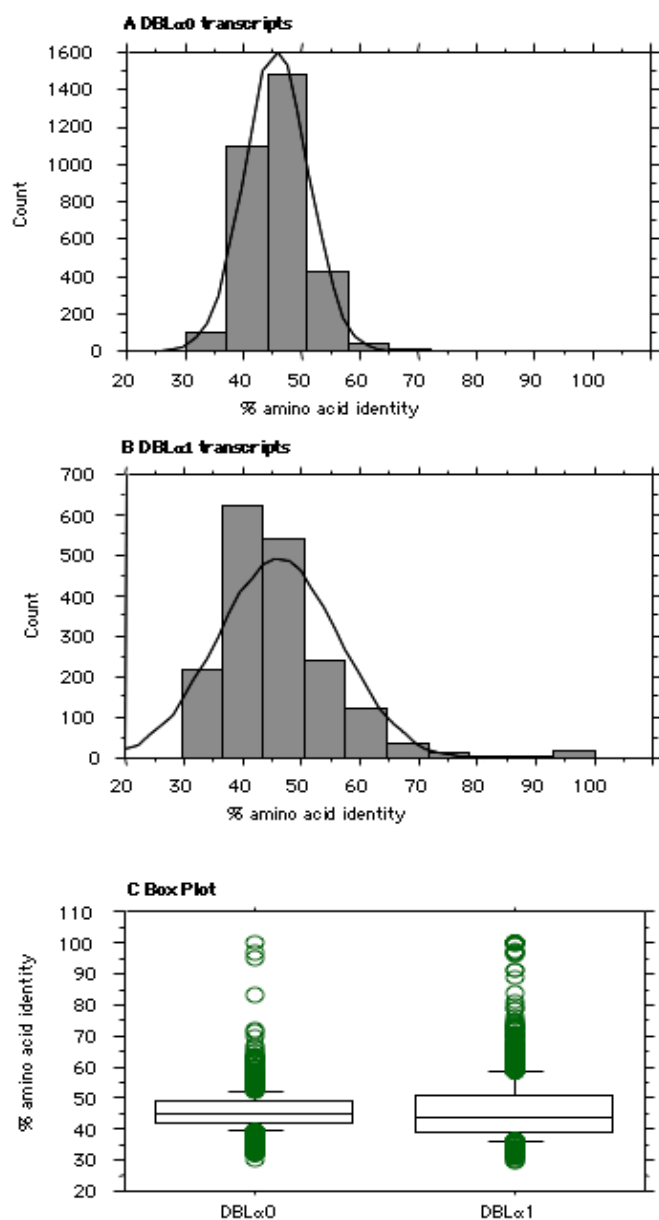 A DBLα0 transcripts
1600
1400
1200
1000
800
600
400
200
0
Count
20 30 40 50 60 70 80 90 100
% amino acid identity
B DBLα1 transcripts
700
600
500
400
300
200
100
0
Count
20 30 40 50 60 70 80 90 100
% amino acid identity
C Box Plot
110
100
90
80
70
60
50
40
30
20
% amino acid identity
DBLα0 DBLα1